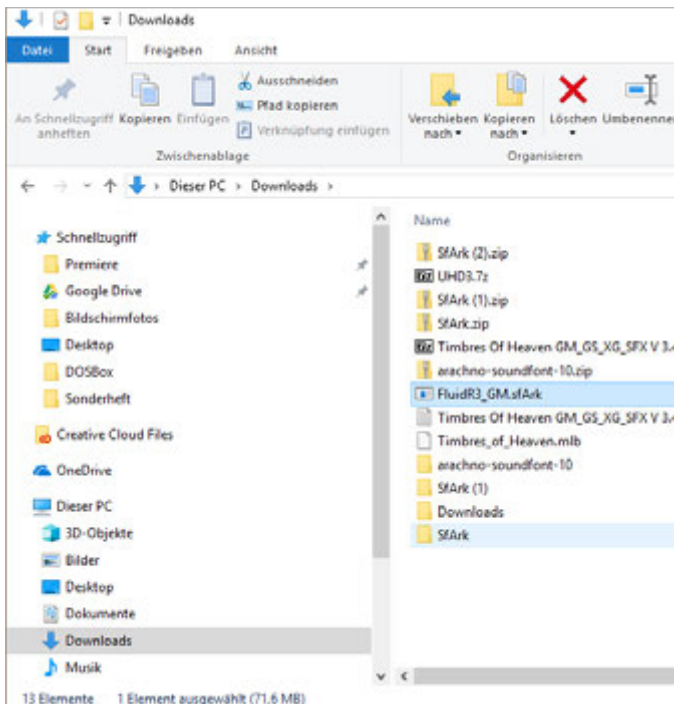 Downloads
Datei Start Freigeben Ansicht
An Schnellzugriff anheften
Kopieren
Einfügen
Ausschneiden
Pfad kopieren
Verknüpfung einfügen
Zwischenablage
Verschieben nach
Kopieren nach
Löschen
Umbenennen
Organisieren
Dieser PC › Downloads ›
Schnellzugriff
Premiere
Google Drive
Bildschirmfotos
Desktop
DOSBox
Sonderheft
Creative Cloud Files
OneDrive
Dieser PC
3D-Objekte
Bilder
Desktop
Dokumente
Downloads
Musik
Name
SfArk (2).zip
UHD3.7z
SfArk (1).zip
SfArk.zip
Timbres Of Heaven GM_GS_XG_SFX V 3.
arachno-soundfont-10.zip
FluidR3_GM.sfArk
Timbres Of Heaven GM_GS_XG_SFX V 3.
Timbres_of_Heaven.mlb
arachno-soundfont-10
SfArk (1)
Downloads
SfArk
13 Elemente 1 Element ausgewählt (71,6 MB)